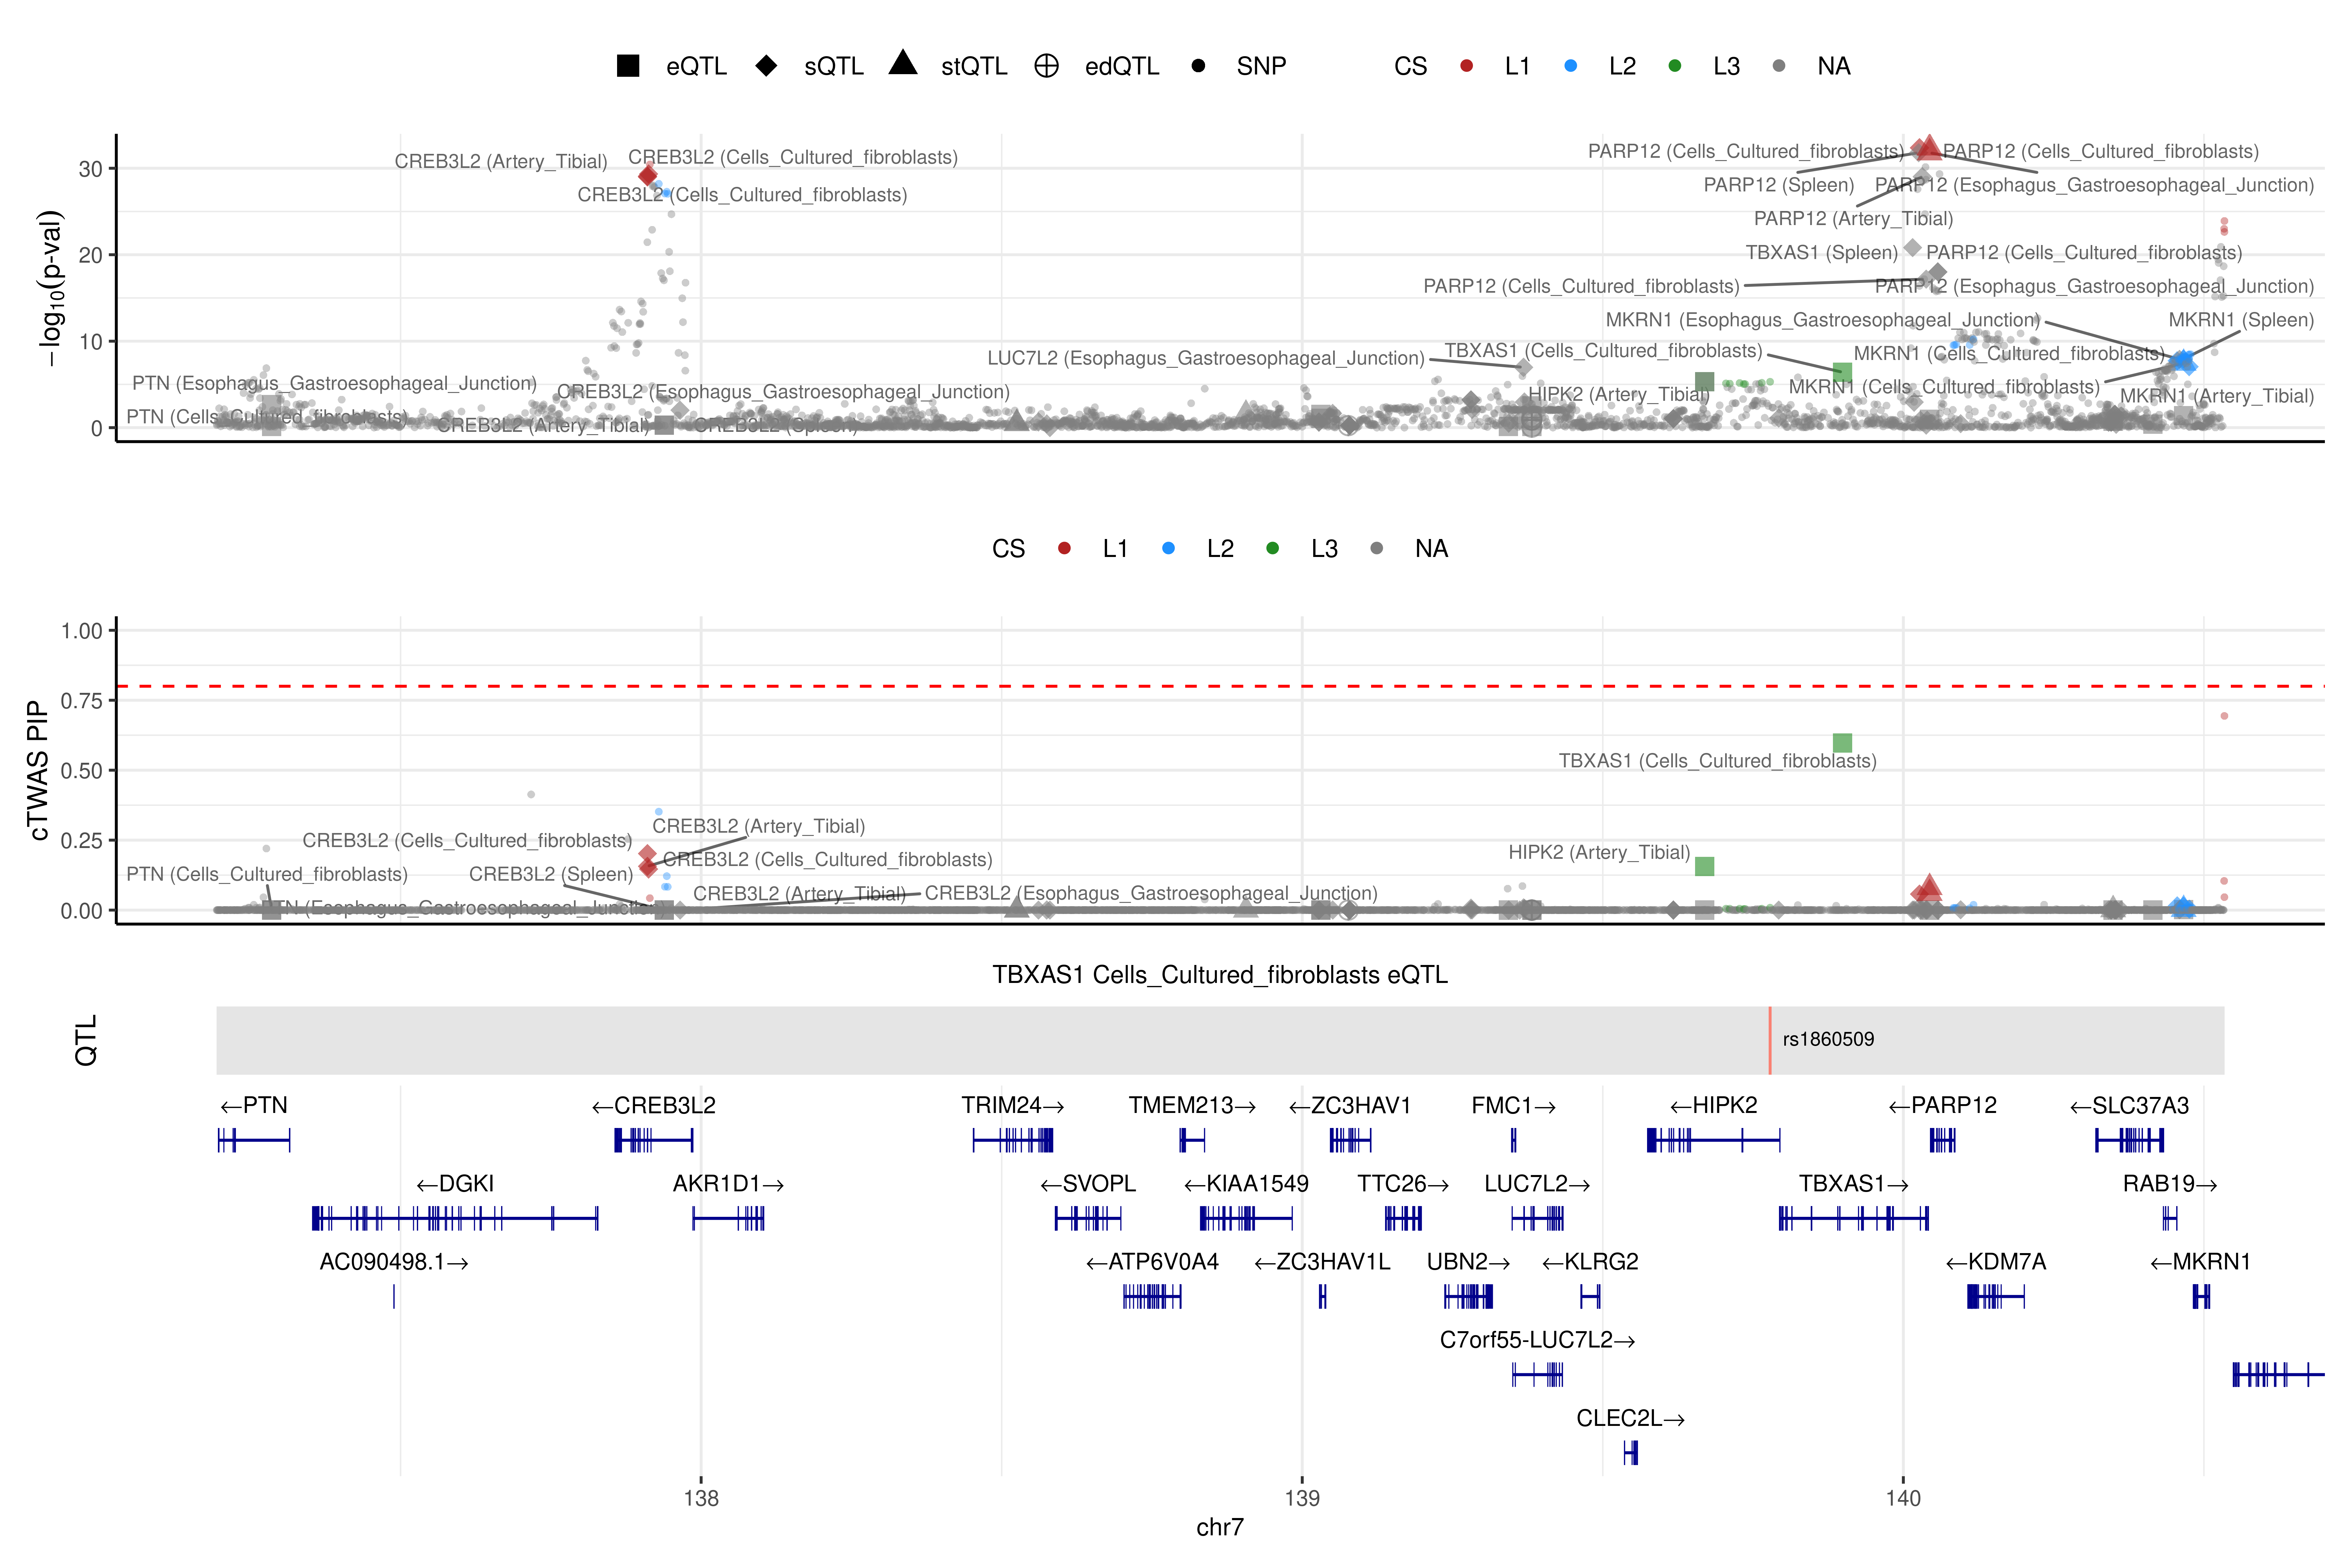 eQTL sQTL stQTL edQTL SNP CS L1 L2 L3 NA
−log10(p-val)
30
20
10
0
CREB3L2 (Artery_Tibial)
CREB3L2 (Cells_Cultured_fibroblasts)
CREB3L2 (Cells_Cultured_fibroblasts)
PARP12 (Cells_Cultured_fibroblasts)
PARP12 (Cells_Cultured_fibroblasts)
PARP12 (Spleen)
PARP12 (Esophagus_Gastroesophageal_Junction)
PARP12 (Artery_Tibial)
TBXAS1 (Spleen)
PARP12 (Cells_Cultured_fibroblasts)
PARP12 (Cells_Cultured_fibroblasts)
PARP12 (Esophagus_Gastroesophageal_Junction)
MKRN1 (Esophagus_Gastroesophageal_Junction)
MKRN1 (Spleen)
LUC7L2 (Esophagus_Gastroesophageal_Junction)
TBXAS1 (Cells_Cultured_fibroblasts)
MKRN1 (Cells_Cultured_fibroblasts)
PTN (Esophagus_Gastroesophageal_Junction)
CREB3L2 (Esophagus_Gastroesophageal_Junction)
HIPK2 (Artery_Tibial)
MKRN1 (Cells_Cultured_fibroblasts)
MKRN1 (Artery_Tibial)
PTN (Cells_Cultured_fibroblasts)
CREB3L2 (Artery_Tibial)
CREB3L2 (Spleen)
CS L1 L2 L3 NA
cTWAS PIP
1.00
0.75
0.50
0.25
0.00
TBXAS1 (Cells_Cultured_fibroblasts)
CREB3L2 (Artery_Tibial)
CREB3L2 (Cells_Cultured_fibroblasts)
HIPK2 (Artery_Tibial)
CREB3L2 (Cells_Cultured_fibroblasts)
PTN (Cells_Cultured_fibroblasts)
CREB3L2 (Spleen)
CREB3L2 (Artery_Tibial)
CREB3L2 (Esophagus_Gastroesophageal_Junction)
PTN (Esophagus_Gastroesophageal_Junction)
TBXAS1 Cells_Cultured_fibroblasts eQTL
QTL
rs1860509
←PTN ←CREB3L2 TRIM24→ TMEM213→ ←ZC3HAV1 FMC1→ ←HIPK2 ←PARP12 ←SLC37A3
←DGKI AKR1D1→ ←SVOPL ←KIAA1549 TTC26→ LUC7L2→ TBXAS1→ RAB19→
AC090498.1→ ←ATP6V0A4 ←ZC3HAV1L UBN2→ ←KLRG2 ←KDM7A ←MKRN1
C7orf55-LUC7L2→
CLEC2L→
138 139 140
chr7